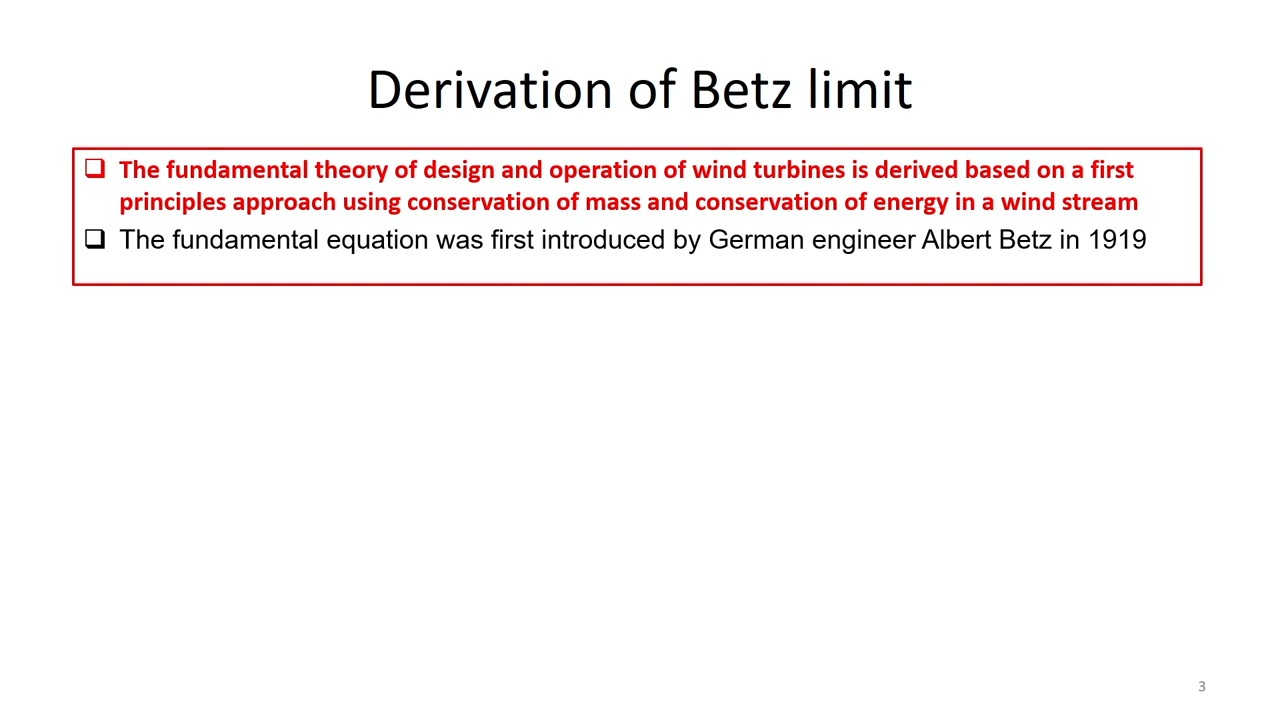 Derivation of Betz limit
❑ The fundamental theory of design and operation of wind turbines is derived based on a first
principles approach using conservation of mass and conservation of energy in a wind stream
❑ The fundamental equation was first introduced by German engineer Albert Betz in 1919
3